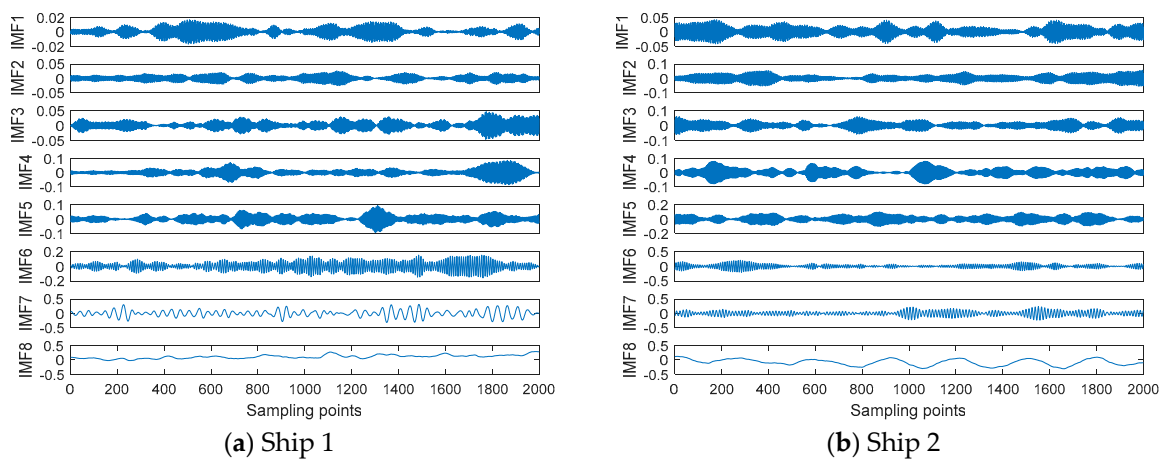 IMF1 0.02 0 -0.02
IMF2 0.05 0 -0.05
IMF3 0.05 0 -0.05
IMF4 0.1 0 -0.1
IMF5 0.1 0 -0.1
IMF6 0.2 0 -0.2
IMF7 0.5 0 -0.5
IMF8 0.5 0 -0.5
0 200 400 600 800 1000 1200 1400 1600 1800 2000
Sampling points
(a) Ship 1
IMF1 0.05 0 -0.05
IMF2 0.1 0 -0.1
IMF3 0.1 0 -0.1
IMF4 0.1 0 -0.1
IMF5 0.2 0 -0.2
IMF6 0.5 0 -0.5
IMF7 0.5 0 -0.5
IMF8 0.5 0 -0.5
0 200 400 600 800 1000 1200 1400 1600 1800 2000
Sampling points
(b) Ship 2